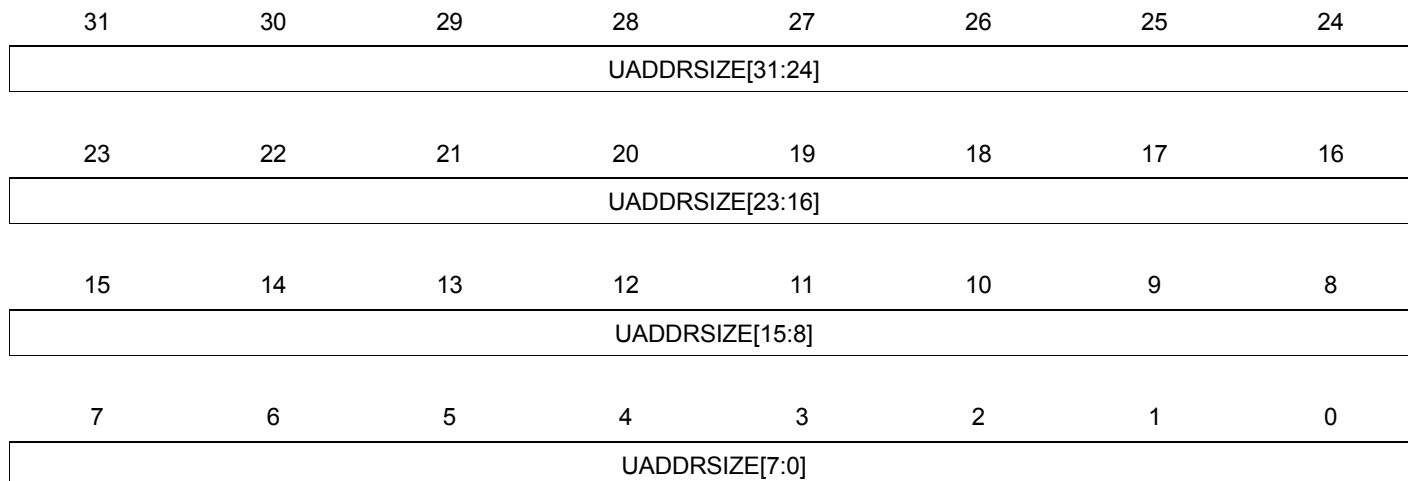 31 30 29 28 27 26 25 24
UADDRSIZE[31:24]
23 22 21 20 19 18 17 16
UADDRSIZE[23:16]
15 14 13 12 11 10 9 8
UADDRSIZE[15:8]
7 6 5 4 3 2 1 0
UADDRSIZE[7:0]